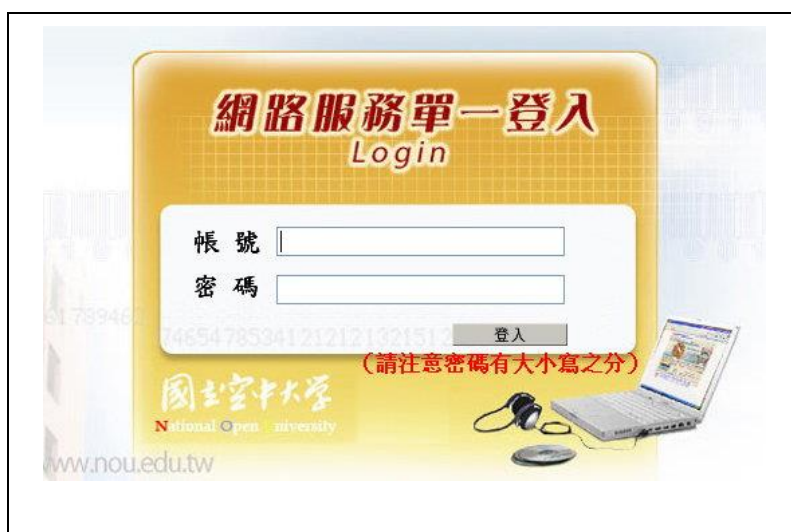 網路服務單一登入
Login
帳 號
密 碼
登入
(請注意密碼有大小寫之分)
國立空中大學
National Open University
www.nou.edu.tw